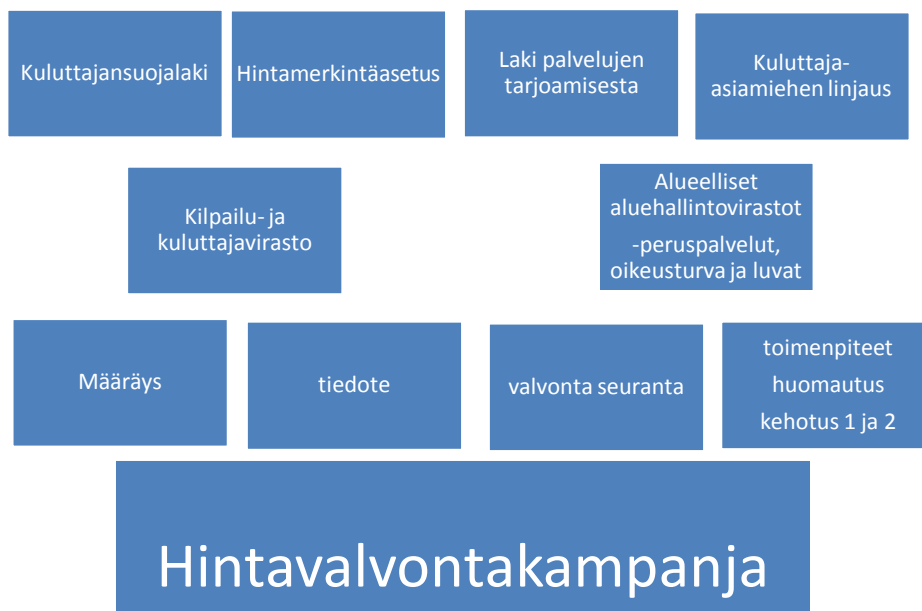 Kuluttajansuojalaki
Hintamerkintäasetus
Laki palvelujen
tarjoamisesta
Kuluttaja-
asiamiehen linjaus
Kilpailu- ja
kuluttajavirasto
Alueelliset
aluehallintovirastot
-peruspalvelut,
oikeusturva ja luvat
Määräys
tiedote
valvonta seuranta
toimenpiteet
huomautus
kehotus 1 ja 2
Hintavalvontakampanja